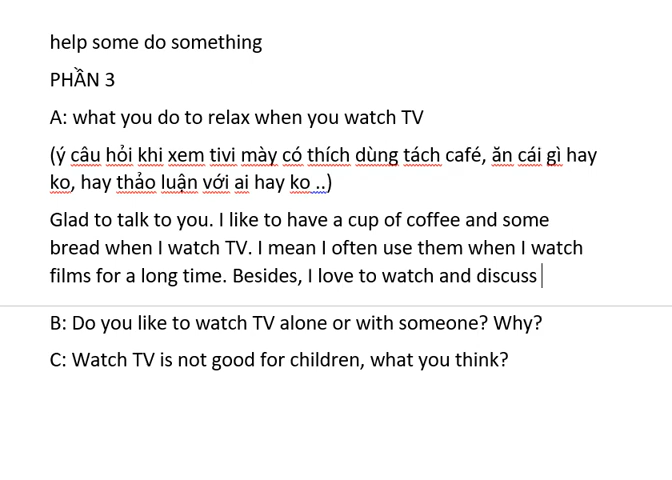 help some do something
PHẦN 3
A: what you do to relax when you watch TV
(ý câu hỏi khi xem tivi mày có thích dùng tách café, ăn cái gì hay
ko, hay thảo luận với ai hay ko ..)
Glad to talk to you. I like to have a cup of coffee and some
bread when I watch TV. I mean I often use them when I watch
films for a long time. Besides, I love to watch and discuss
B: Do you like to watch TV alone or with someone? Why?
C: Watch TV is not good for children, what you think?